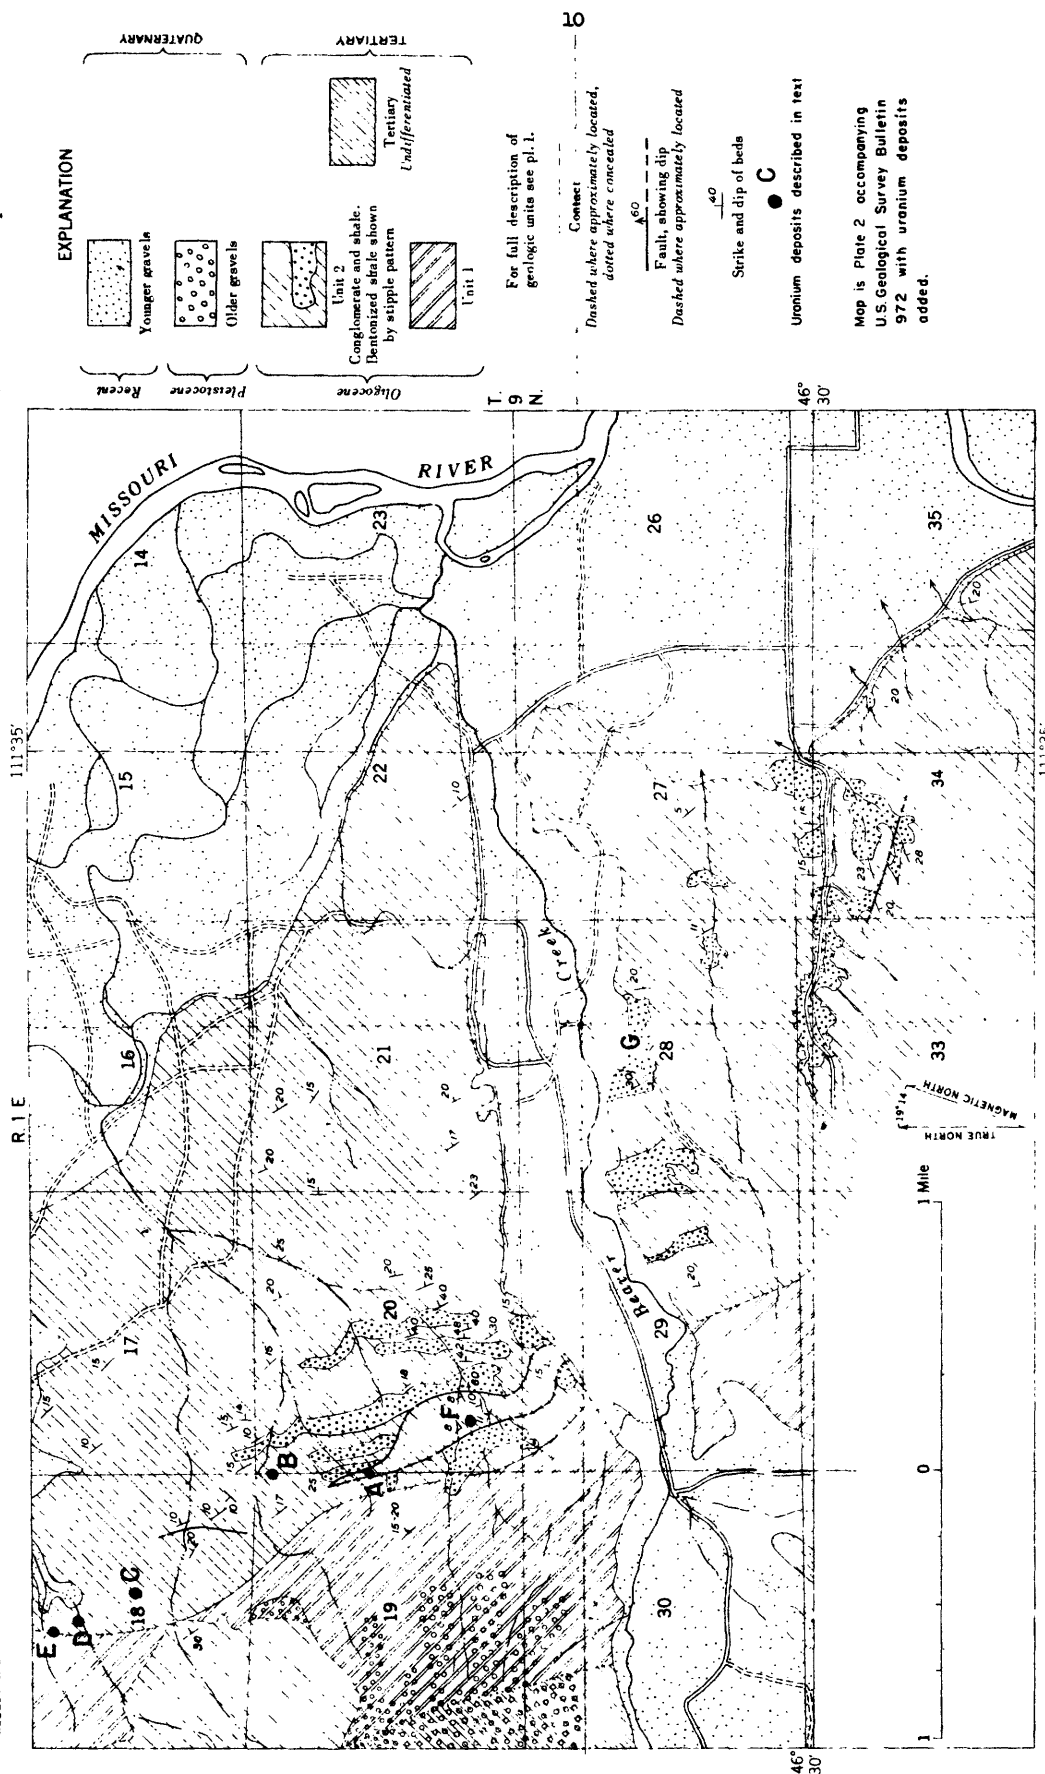 10
EXPLANATION
QUATERNARY
Recent
Younger gravels
Pleistocene
Older gravels
TERTIARY
Oligocene
Unit 2
Conglomerate and shale.
Bentonized shale shown
by stipple pattern
Unit 1
Tertiary
Undifferentiated
For full description of
geologic units see pl. 1.
Contact
Dashed where approximately located,
dotted where concealed
60
Fault, showing dip
Dashed where approximately located
40
Strike and dip of beds
C
Uranium deposits described in text
Map is Plate 2 accompanying
U.S. Geological Survey Bulletin
972 with uranium deposits
added.
R 1 E
111°35'
T.
9
N.
46°
30'
46°
30'
MISSOURI
RIVER
Beaver
Creek
14
15
16
17
18
19
20
21
22
23
26
27
28
29
30
33
34
35
A
B
C
D
E
F
G
TRUE NORTH
MAGNETIC NORTH
19°14'
1
0
1 Mile